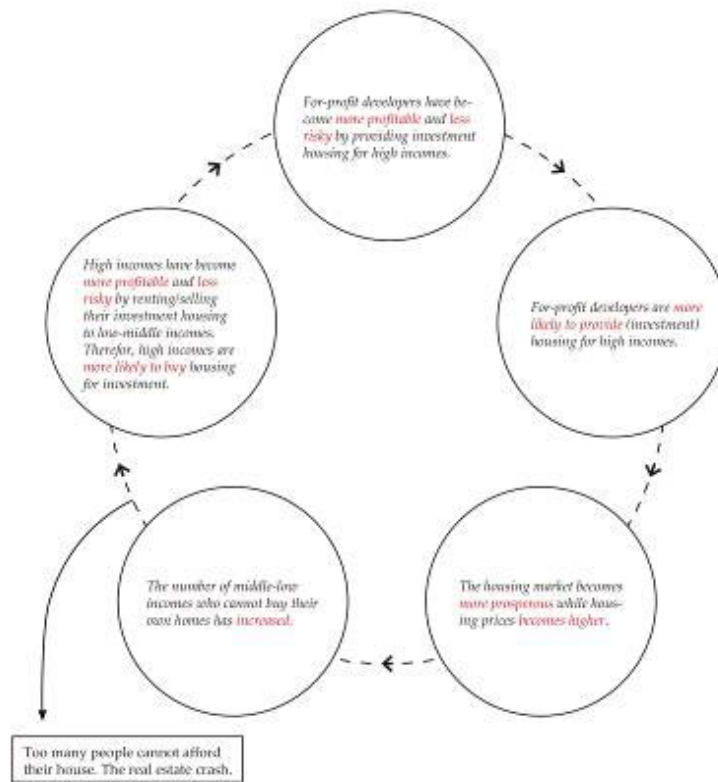 For-profit developers have be-
come more profitable and less
risky by providing investment
housing for high incomes.
For-profit developers are more
likely to provide (investment)
housing for high incomes.
The housing market becomes
more prosperous while hous-
ing prices becomes higher.
The number of middle-low
incomes who cannot buy their
own homes has increased.
High incomes have become
more profitable and less
risky by renting/selling
their investment housing
to low-middle incomes.
Therefor, high incomes are
more likely to buy housing
for investment.
Too many people cannot afford
their house. The real estate crash.